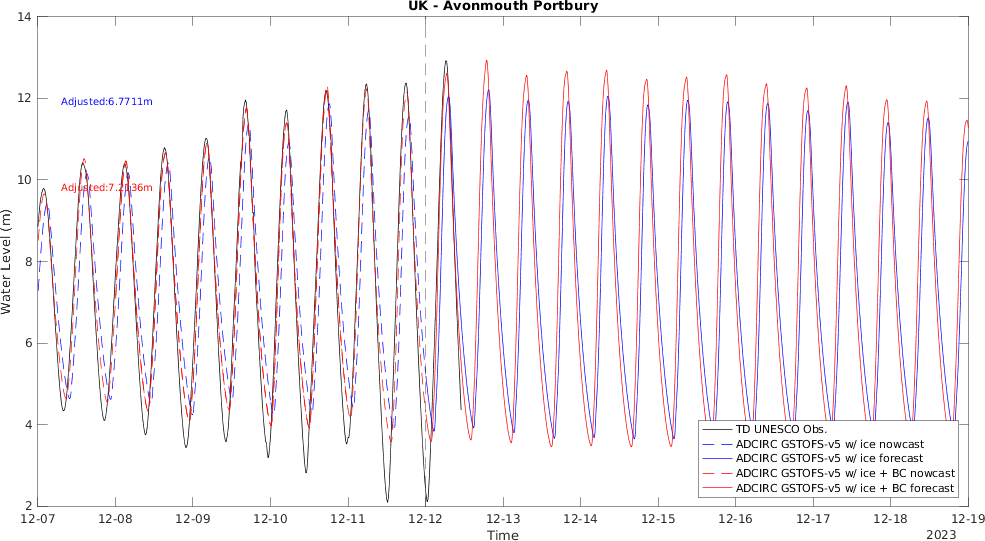 UK - Avonmouth Portbury
14
12
10
8
6
4
2
Water Level (m)
Adjusted:6.7711m
12-07
12-08
12-09
12-10
12-11
12-12
12-13
12-14
12-15
12-16
12-17
12-18
12-19
Time
2023
TD UNESCO Obs.
ADCIRC GSTOFS-v5 w/ ice nowcast
ADCIRC GSTOFS-v5 w/ ice forecast
ADCIRC GSTOFS-v5 w/ ice + BC nowcast
ADCIRC GSTOFS-v5 w/ ice + BC forecast